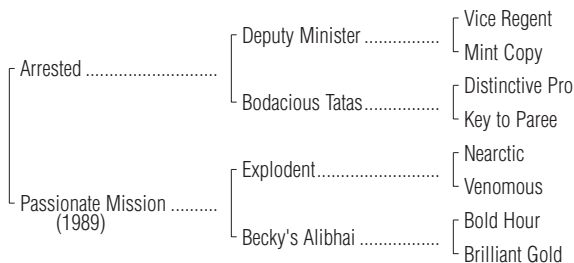 Vice Regent
Deputy Minister ................
Mint Copy
Arrested ............................
Distinctive Pro
Bodacious Tatas................
Key to Paree
Nearctic
Explodent..........................
Venomous
Passionate Mission ..........
(1989)
Bold Hour
Becky's Alibhai .................
Brilliant Gold